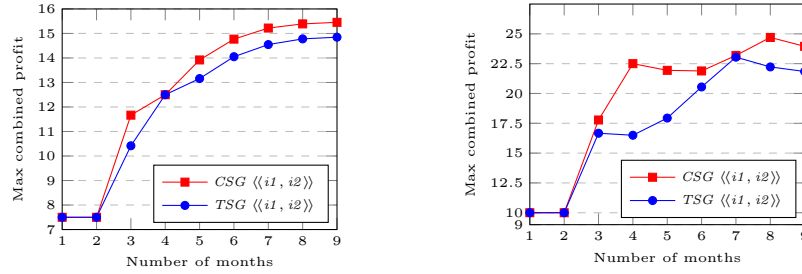 Max combined profit
16
15
14
13
12
11
10
9
8
7
1 2 3 4 5 6 7 8 9
Number of months
CSG ⟨⟨i1, i2⟩⟩
TSG ⟨⟨i1, i2⟩⟩
Max combined profit
25
22.5
20
17.5
15
12.5
10
9
1 2 3 4 5 6 7 8 9
Number of months
CSG ⟨⟨i1, i2⟩⟩
TSG ⟨⟨i1, i2⟩⟩